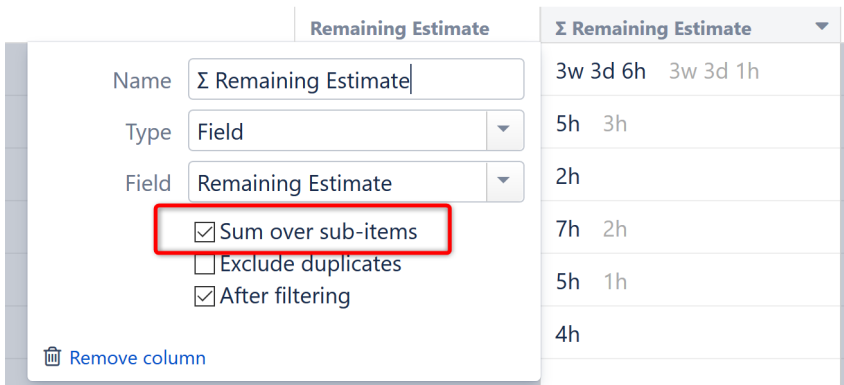 Remaining Estimate Σ Remaining Estimate
Name Σ Remaining Estimate
3w 3d 6h 3w 3d 1h
Type Field
5h 3h
Field Remaining Estimate
2h
Sum over sub-items
7h 2h
Exclude duplicates
After filtering
5h 1h
4h
Remove column